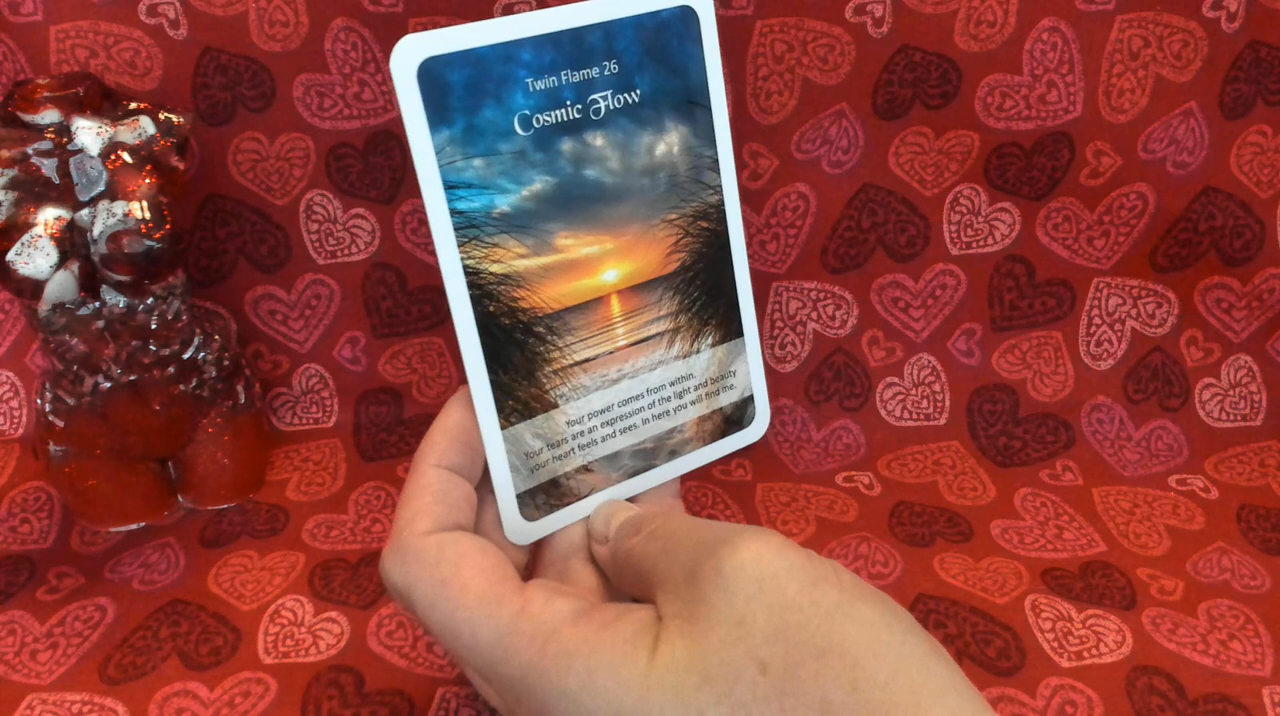 Twin Flame 26
Cosmic Flow
Your power comes from within.
Your tears are an expression of the light and beauty
your heart feels and sees. In here you will find me.